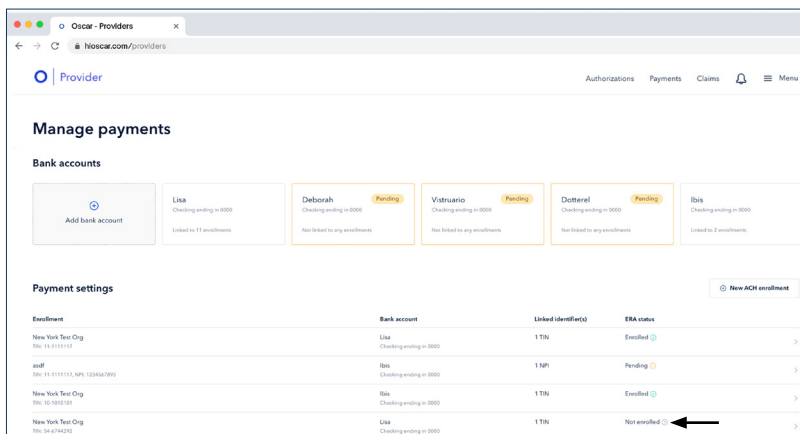 Oscar - Providers ×
hioscar.com/providers
Provider
Authorizations Payments Claims Menu
Manage payments
Bank accounts
Add bank account
Lisa
Checking ending in 0000
Linked to 11 enrollments
Deborah Pending
Checking ending in 0000
Not linked to any enrollments
Vistruario Pending
Checking ending in 0000
Not linked to any enrollments
Dotterel Pending
Checking ending in 0000
Not linked to any enrollments
Ibis
Checking ending in 0000
Linked to 2 enrollments
Payment settings
New ACH enrollment
Enrollment Bank account Linked identifier(s) ERA status
New York Test Org Lisa 1 TIN Enrolled
TIN: 11-1111117 Checking ending in 0000
asdf Ibis 1 NPI Pending
TIN: 11-1111117, NPI: 1234567893 Checking ending in 0000
New York Test Org Ibis 1 TIN Enrolled
TIN: 10-1010101 Checking ending in 0000
New York Test Org Lisa 1 TIN Not enrolled
TIN: 54-6744292 Checking ending in 0000